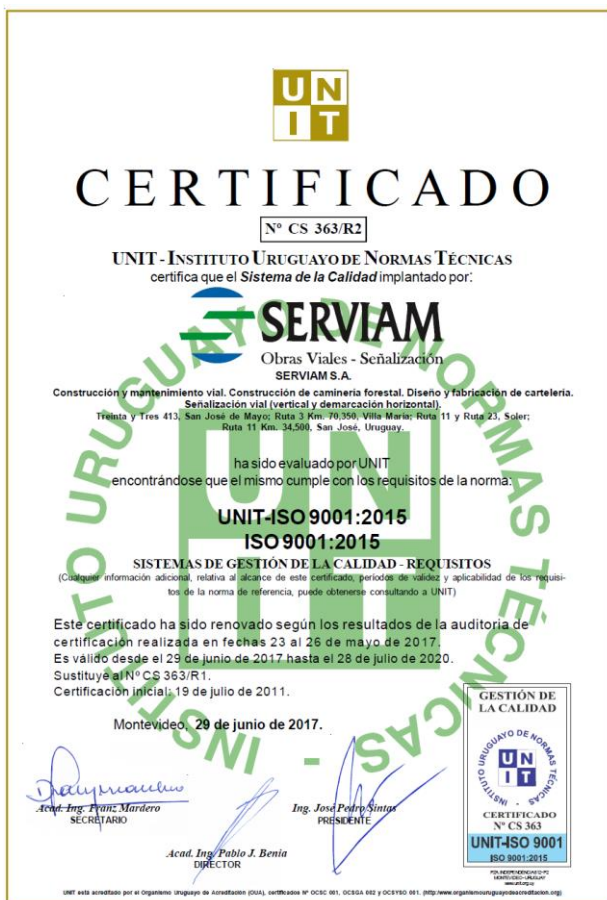 UN
IT
CERTIFICADO
Nº CS 363/R2
UNIT - INSTITUTO URUGUAYO DE NORMAS TÉCNICAS
certifica que el Sistema de la Calidad implantado por:
SERVIAM
Obras Viales - Señalización
SERVIAM S.A.
Construcción y mantenimiento vial. Construcción de caminería forestal. Diseño y fabricación de cartelería.
Señalización vial (vertical y demarcación horizontal).
Treinta y Tres 413, San José de Mayo; Ruta 3 Km. 70,350, Villa María; Ruta 11 y Ruta 23, Soler;
Ruta 11 Km. 34,500, San José, Uruguay.
ha sido evaluado por UNIT
encontrándose que el mismo cumple con los requisitos de la norma:
UNIT-ISO 9001:2015
ISO 9001:2015
SISTEMAS DE GESTIÓN DE LA CALIDAD - REQUISITOS
(Cualquier información adicional, relativa al alcance de este certificado, períodos de validez y aplicabilidad de los requisi-
tos de la norma de referencia, puede obtenerse consultando a UNIT)
Este certificado ha sido renovado según los resultados de la auditoría de
certificación realizada en fechas 23 al 26 de mayo de 2017.
Es válido desde el 29 de junio de 2017 hasta el 28 de julio de 2020.
Sustituye al Nº CS 363/R1.
Certificación inicial: 19 de julio de 2011.
Montevideo, 29 de junio de 2017.
Acad. Ing. Franz Mardero
SECRETARIO
Ing. José Pedro Sintas
PRESIDENTE
Acad. Ing. Pablo J. Benia
DIRECTOR
INSTITUTO URUGUAYO DE NORMAS TÉCNICAS -
UN
IT
GESTIÓN DE
LA CALIDAD
INSTITUTO URUGUAYO DE NORMAS TÉCNICAS -
UN
IT
CERTIFICADO
Nº CS 363
UNIT-ISO 9001
ISO 9001:2015
MONTEVIDEO - URUGUAY
www.unit.org.uy
UNIT está acreditado por el Organismo Uruguayo de Acreditación (OUA), certificados Nº OCSC 001, OCSGA 002 y OCSYSO 001. (http://www.organismouruguayodeacreditacion.org)